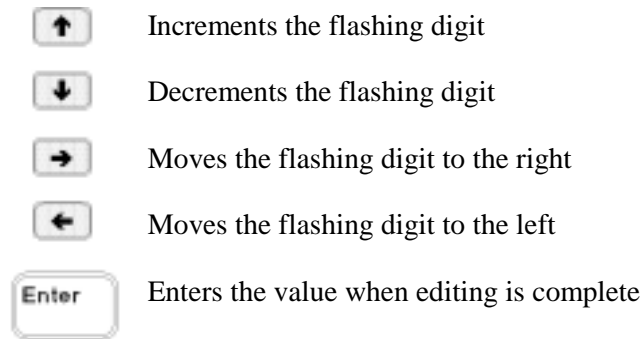 Increments the flashing digit
Decrements the flashing digit
Moves the flashing digit to the right
Moves the flashing digit to the left
Enter Enters the value when editing is complete